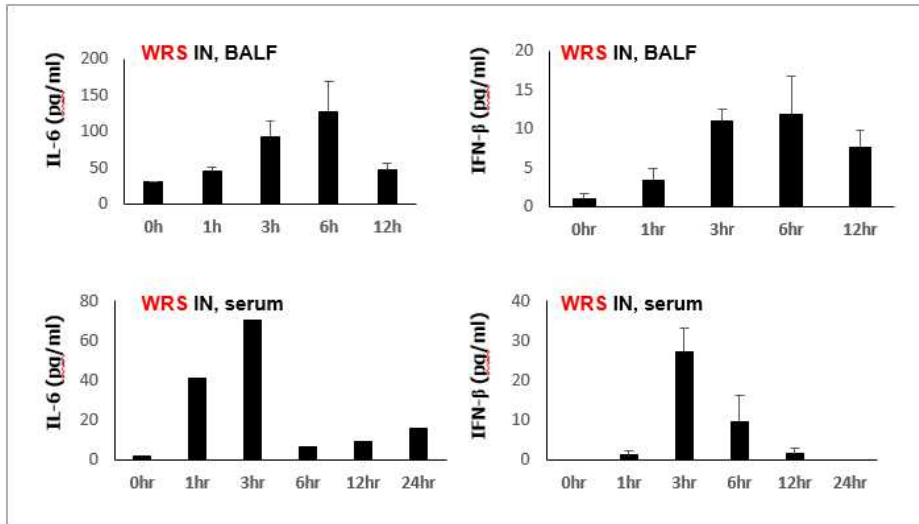 WRS IN, BALF
IL-6 (pg/ml)
200
150
100
50
0
0h 1h 3h 6h 12h
WRS IN, BALF
IFN-β (pg/ml)
20
15
10
5
0
0hr 1hr 3hr 6hr 12hr
WRS IN, serum
IL-6 (pg/ml)
80
60
40
20
0
0hr 1hr 3hr 6hr 12hr 24hr
WRS IN, serum
IFN-β (pg/ml)
40
30
20
10
0
0hr 1hr 3hr 6hr 12hr 24hr